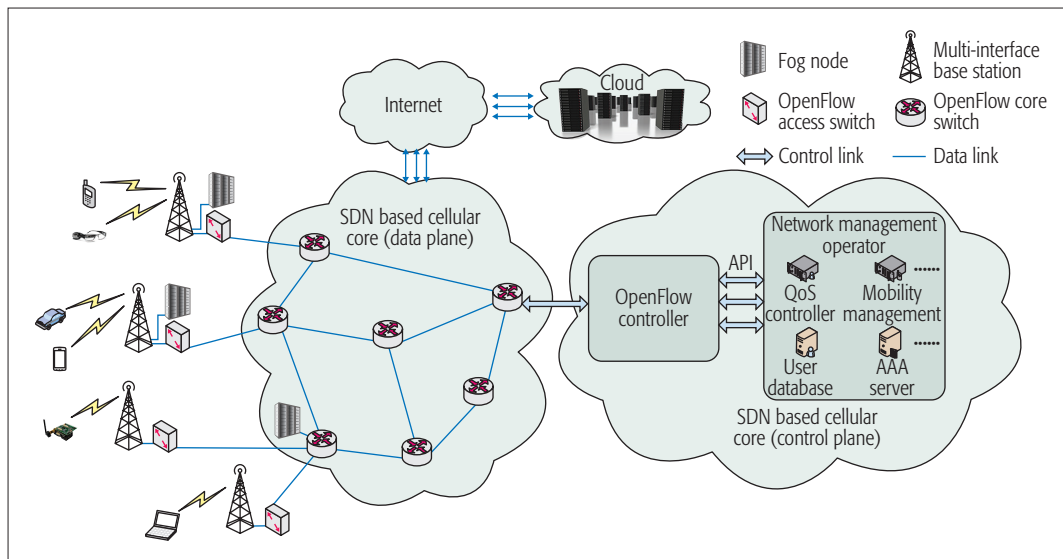 Internet
Cloud
Fog node
Multi-interface
base station
OpenFlow
access switch
OpenFlow core
switch
Control link
Data link
SDN based cellular
core (data plane)
OpenFlow
controller
API
Network management
operator
QoS
controller
Mobility
management
······
User
database
AAA
server
······
SDN based cellular
core (control plane)